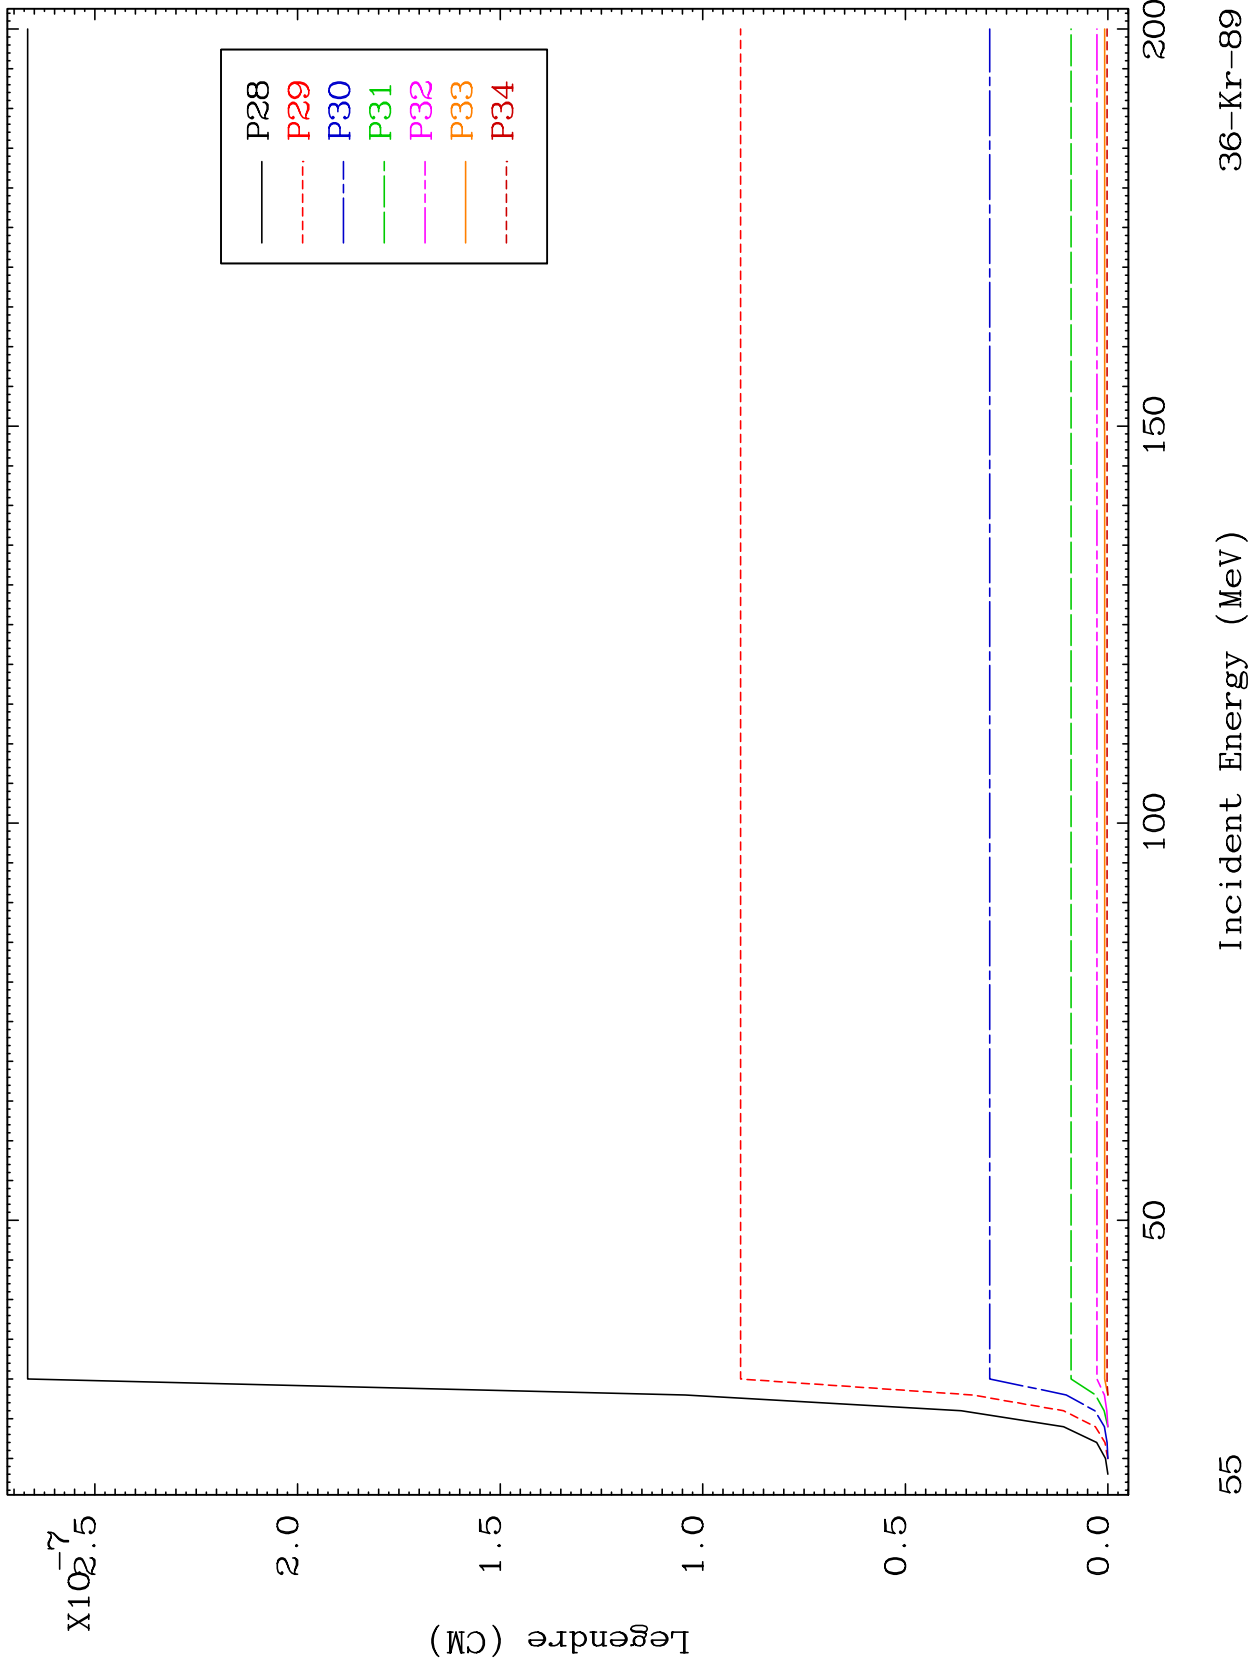 X10-7
2.5
2.0
1.5
1.0
0.5
0.0
Legendre (CM)
P28
P29
P30
P31
P32
P33
P34
50
100
150
200
55
Incident Energy (MeV)
36-Kr-89